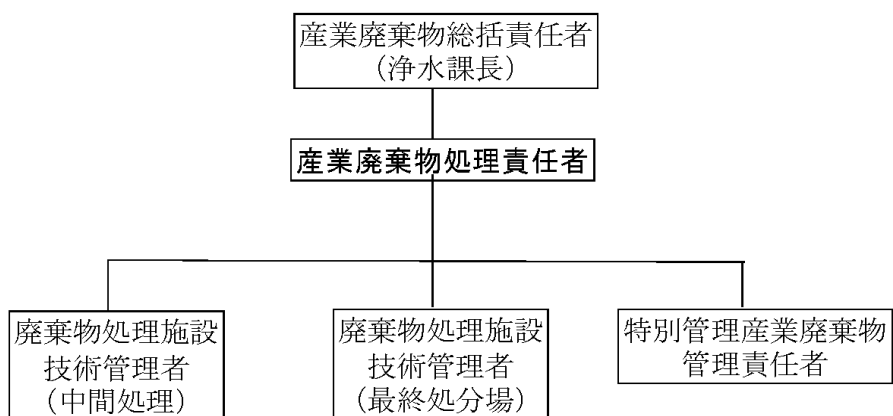 産業廃棄物総括責任者
（浄水課長）
産業廃棄物処理責任者
廃棄物処理施設
技術管理者
（中間処理）
廃棄物処理施設
技術管理者
（最終処分場）
特別管理産業廃棄物
管理責任者